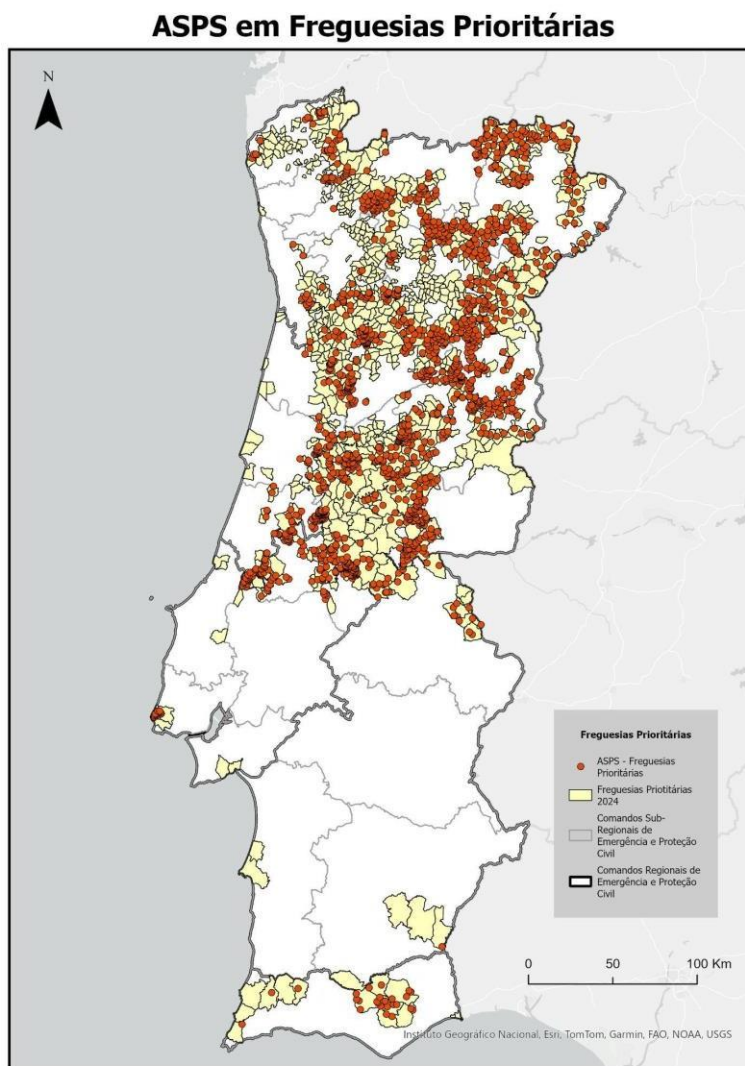 ASPS em Freguesias Prioritárias
N
Freguesias Prioritárias
ASPS - Freguesias
Prioritárias
Freguesias Priotitárias
2024
Comandos Sub-
Regionais de
Emergência e Proteção
Civil
Comandos Regionais de
Emergência e Proteção
Civil
0 50 100 Km
Instituto Geográfico Nacional, Esri, TomTom, Garmin, FAO, NOAA, USGS